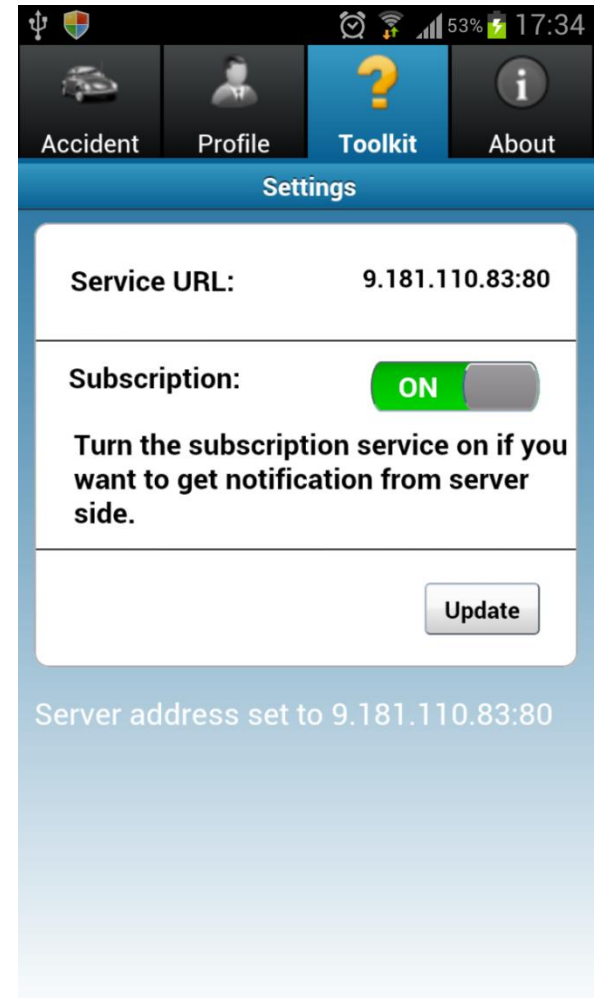 53% 17:34
Accident Profile Toolkit About
Settings
Service URL: 9.181.110.83:80
Subscription: ON
Turn the subscription service on if you
want to get notification from server
side.
Update
Server address set to 9.181.110.83:80